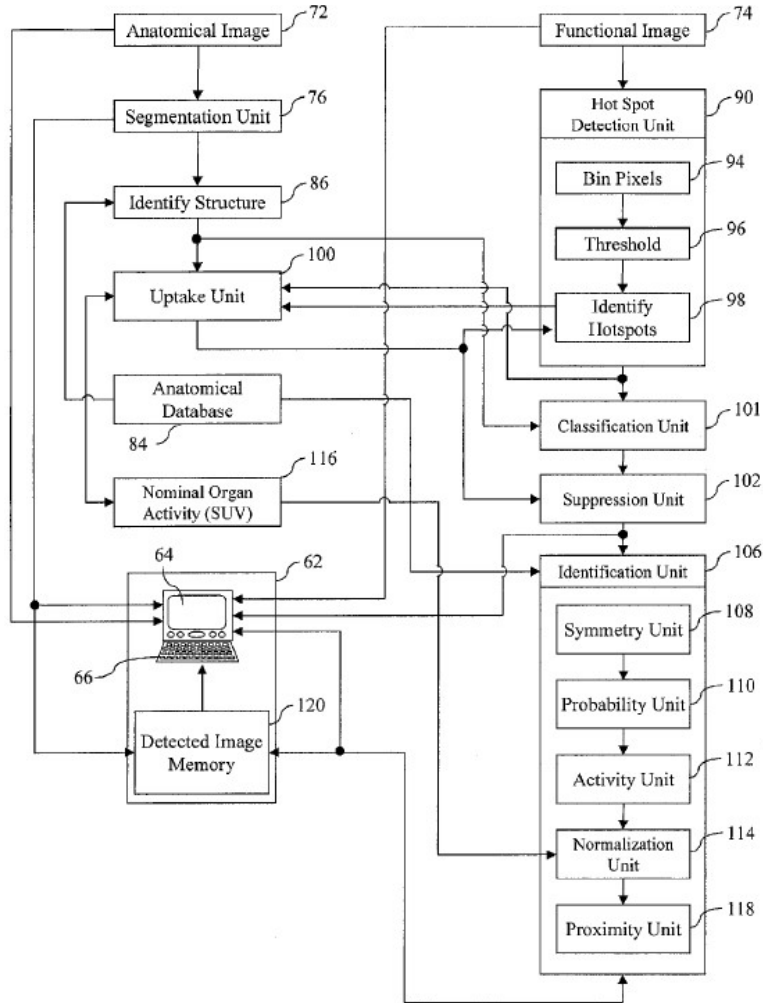 Anatomical Image
72
Functional Image
74
Segmentation Unit
76
Hot Spot
Detection Unit
90
Bin Pixels
94
Identify Structure
86
Threshold
96
100
Uptake Unit
Identify
Hotspots
98
Anatomical
Database
84
Classification Unit
101
116
Nominal Organ
Activity (SUV)
Suppression Unit
102
64
62
Identification Unit
106
Symmetry Unit
108
66
Probability Unit
110
120
Detected Image
Memory
Activity Unit
112
Normalization
Unit
114
Proximity Unit
118